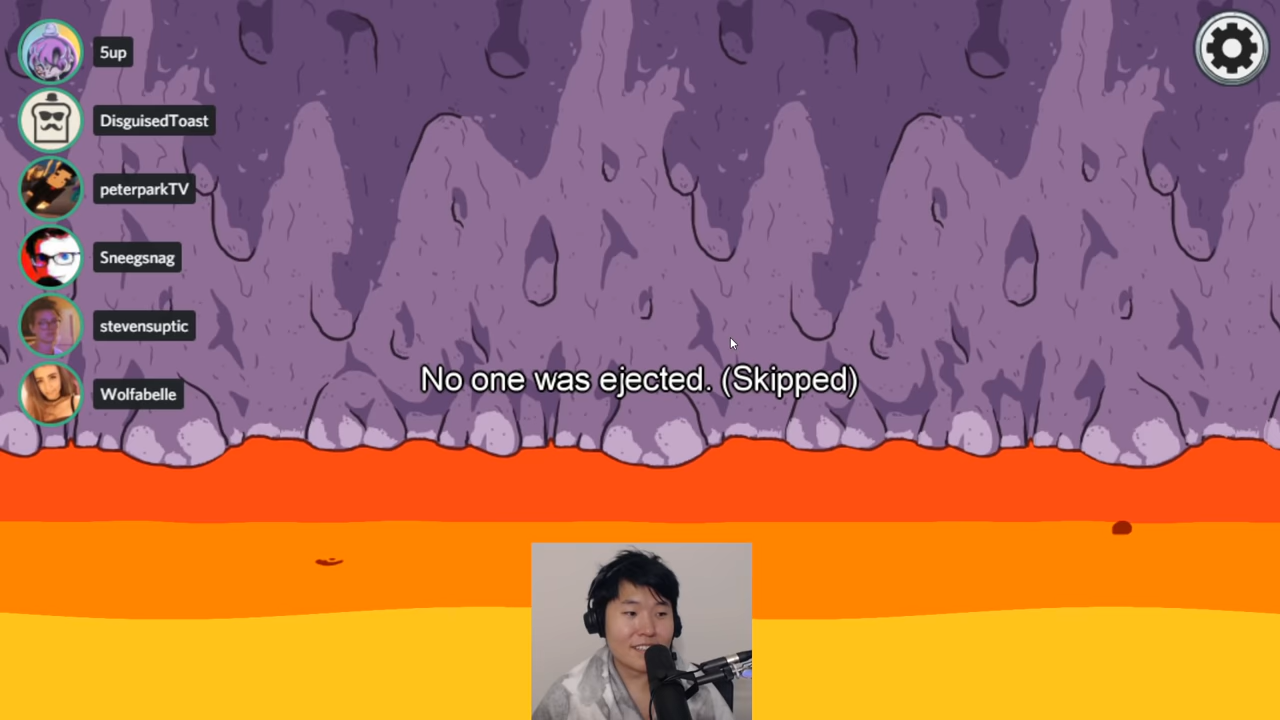 5up
DisguisedToast
peterparkTV
Sneegsnag
stevensuptic
Wolfabelle
No one was ejected. (Skipped)